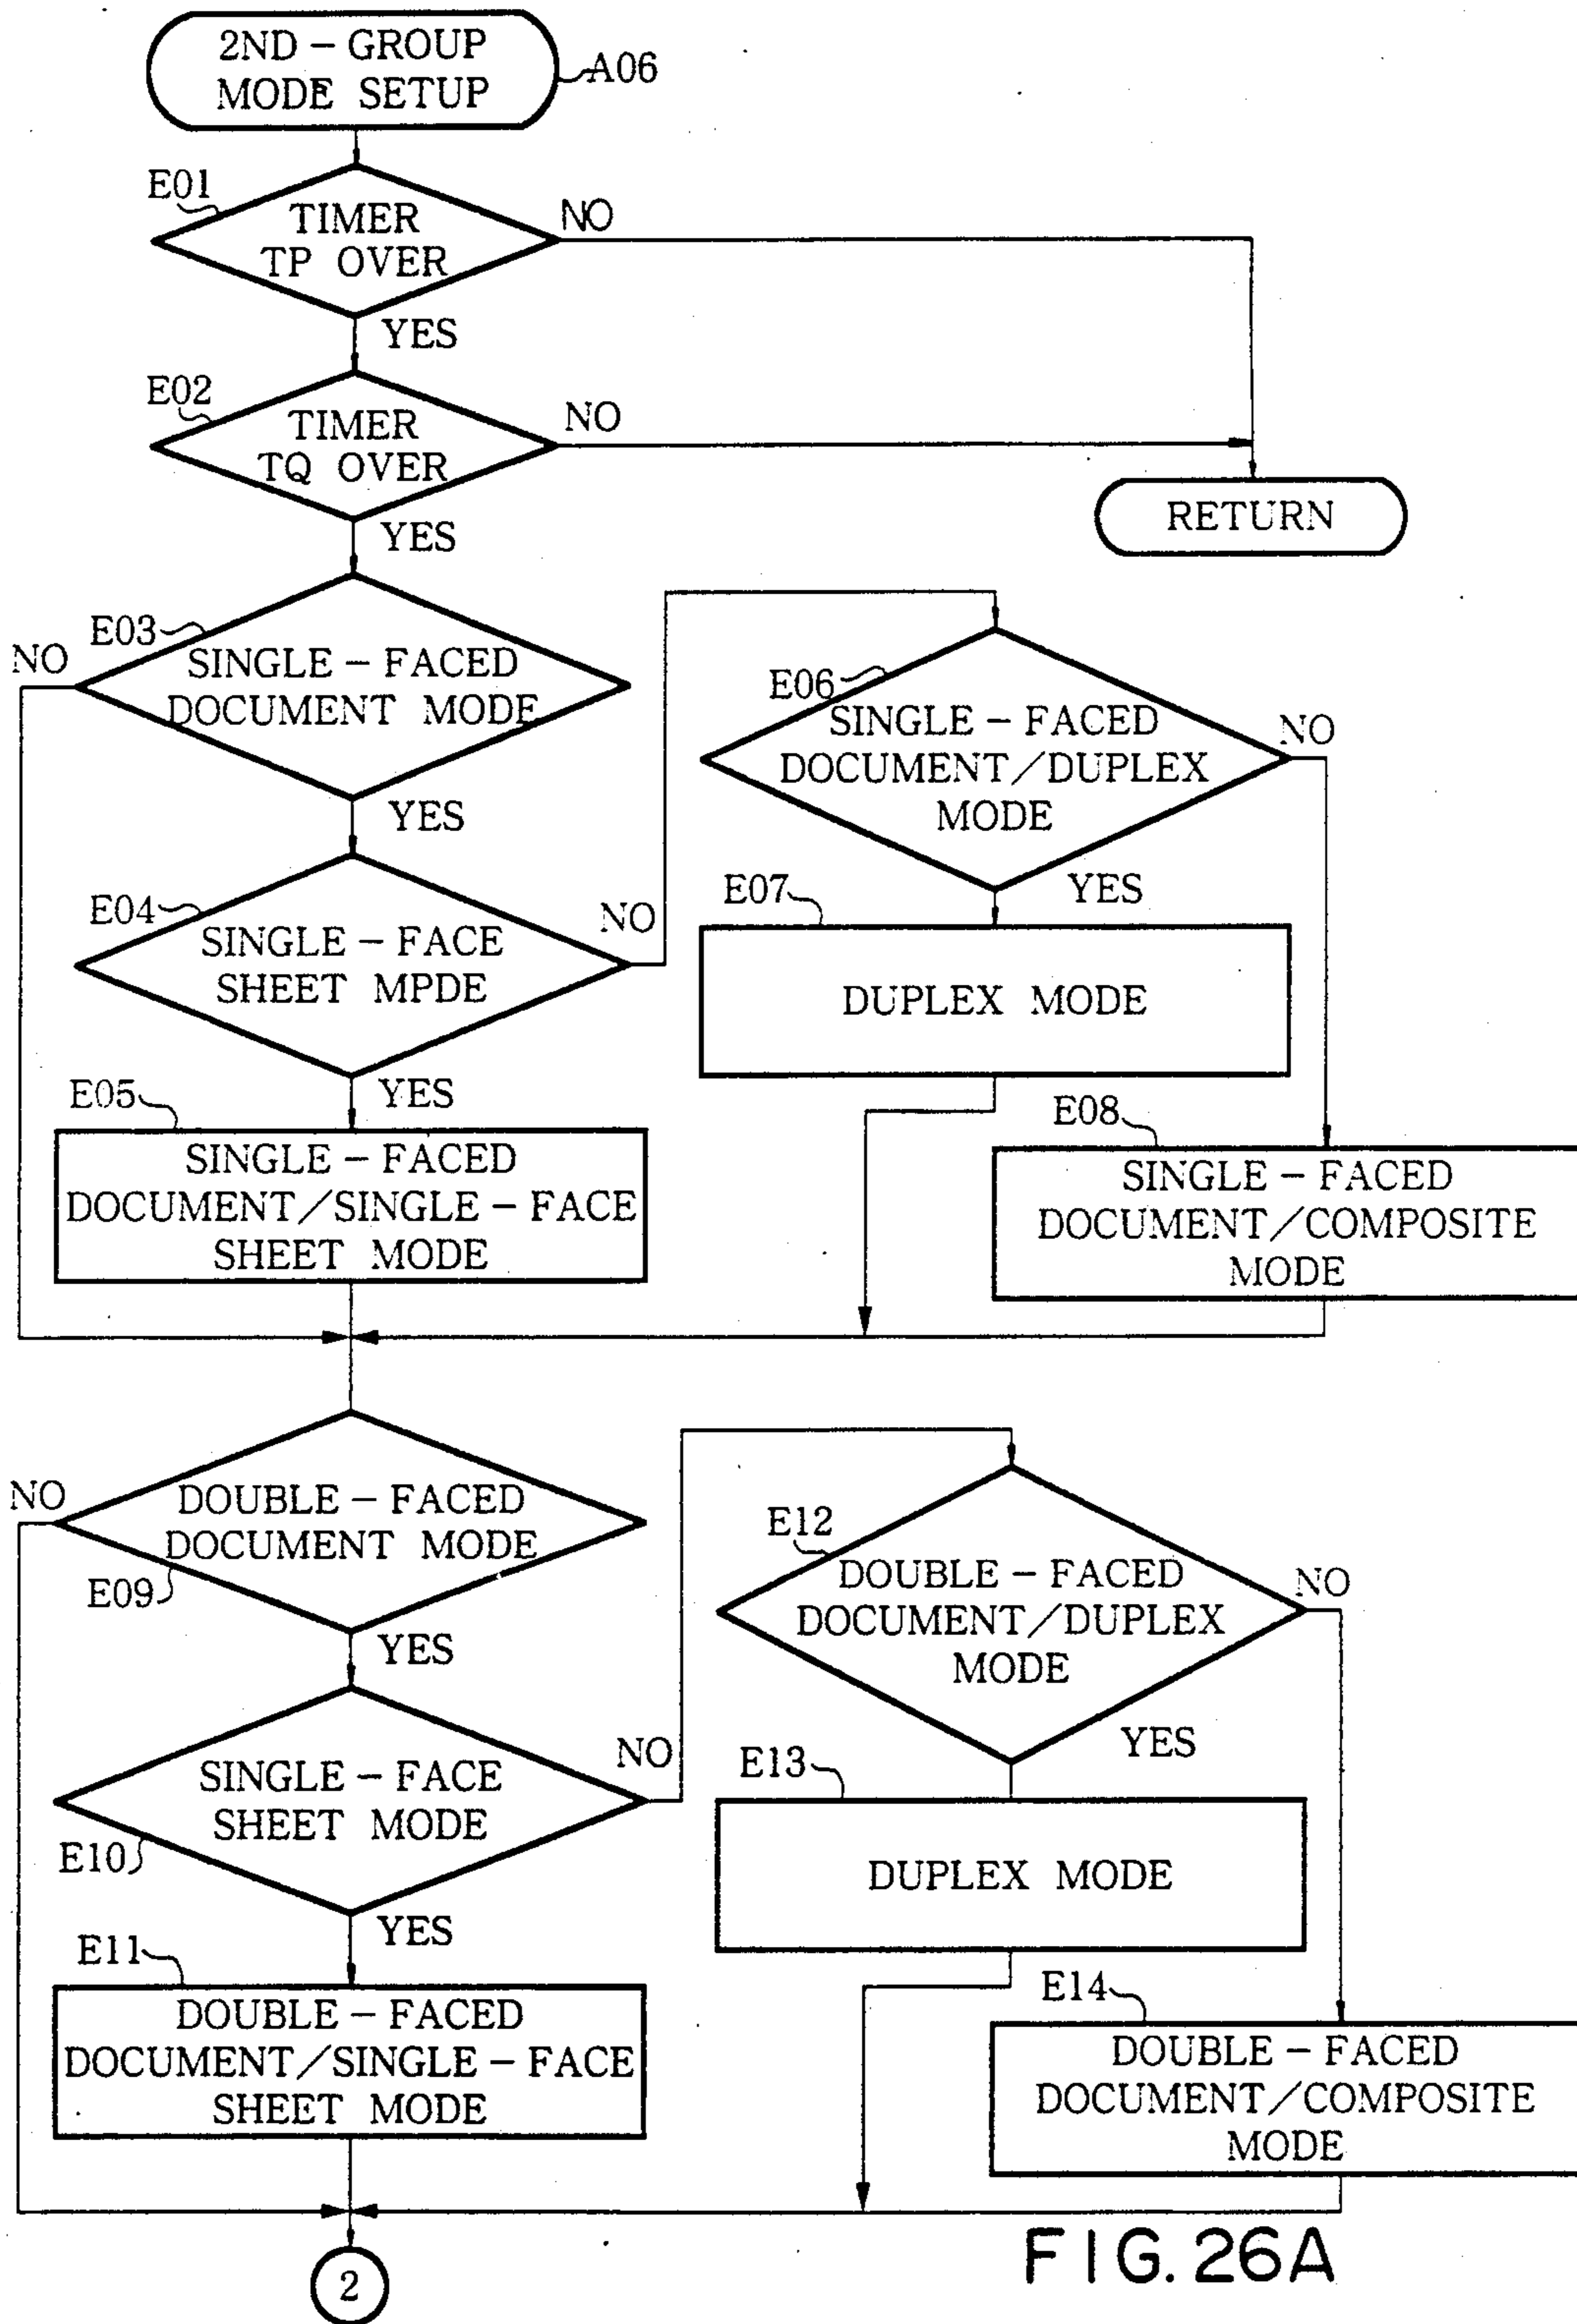 2ND – GROUP
MODE SETUP
A06
E01
TIMER
TP OVER
NO
YES
E02
TIMER
TQ OVER
NO
YES
RETURN
E03
NO
SINGLE – FACED
DOCUMENT MODE
YES
E04
SINGLE – FACE
SHEET MPDE
NO
YES
E05
SINGLE – FACED
DOCUMENT/SINGLE – FACE
SHEET MODE
E06
SINGLE – FACED
DOCUMENT/DUPLEX
MODE
NO
YES
E07
DUPLEX MODE
E08
SINGLE – FACED
DOCUMENT/COMPOSITE
MODE
NO
DOUBLE – FACED
DOCUMENT MODE
E09
YES
SINGLE – FACE
SHEET MODE
E10
NO
YES
E11
DOUBLE – FACED
DOCUMENT/SINGLE – FACE
SHEET MODE
E12
DOUBLE – FACED
DOCUMENT/DUPLEX
MODE
NO
YES
E13
DUPLEX MODE
E14
DOUBLE – FACED
DOCUMENT/COMPOSITE
MODE
2
FIG. 26A